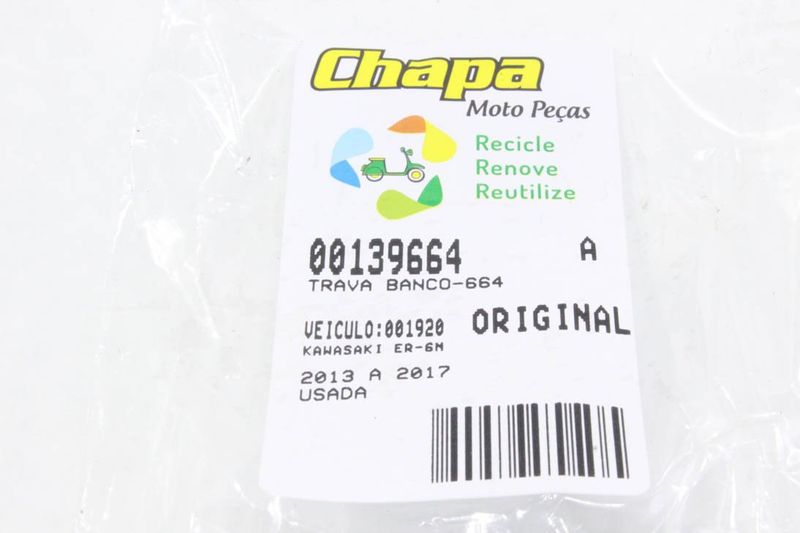 Chapa
Moto Peças
Recicle
Renove
Reutilize
00139664 A
TRAVA BANCO-664
VEICULO:001920 ORIGINAL
KAWASAKI ER-6N
2013 A 2017
USADA